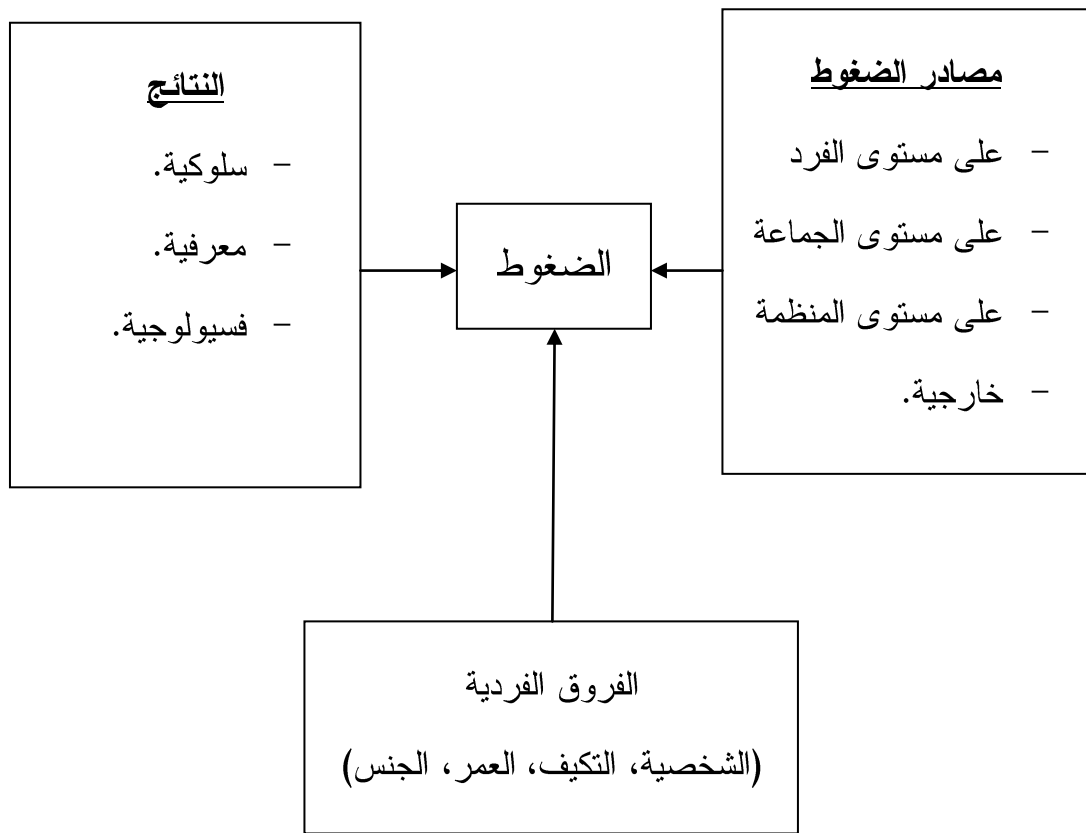 مصادر الضغوط
- على مستوى الفرد
- على مستوى الجماعة
- على مستوى المنظمة
- خارجية.
الضغوط
النتائج
- سلوكية.
- معرفية.
- فسيولوجية.
الفروق الفردية
(الشخصية، التكيف، العمر، الجنس)